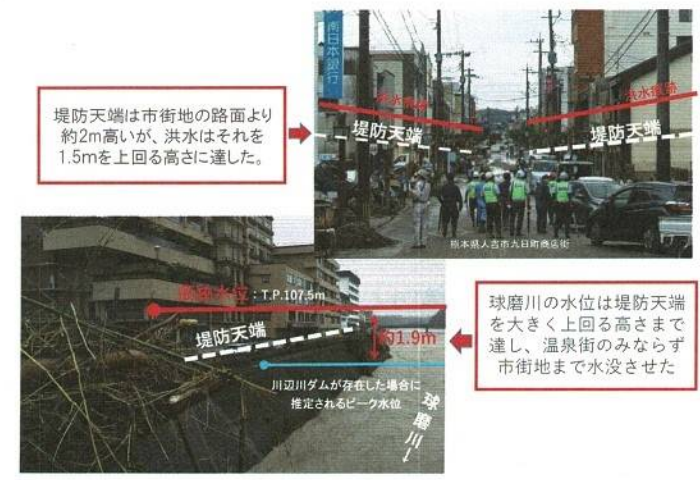 南日本銀行
洪水痕跡
洪水痕跡
堤防天端
堤防天端
熊本県人吉市九日町商店街
堤防天端は市街地の路面より
約2m高いが、洪水はそれを
1.5mを上回る高さに達した。
最高水位：T.P.107.5m
堤防天端
約1.9m
川辺川ダムが存在した場合に
推定されるピーク水位
球磨川→
球磨川の水位は堤防天端
を大きく上回る高さまで
達し、温泉街のみならず
市街地まで水没させた